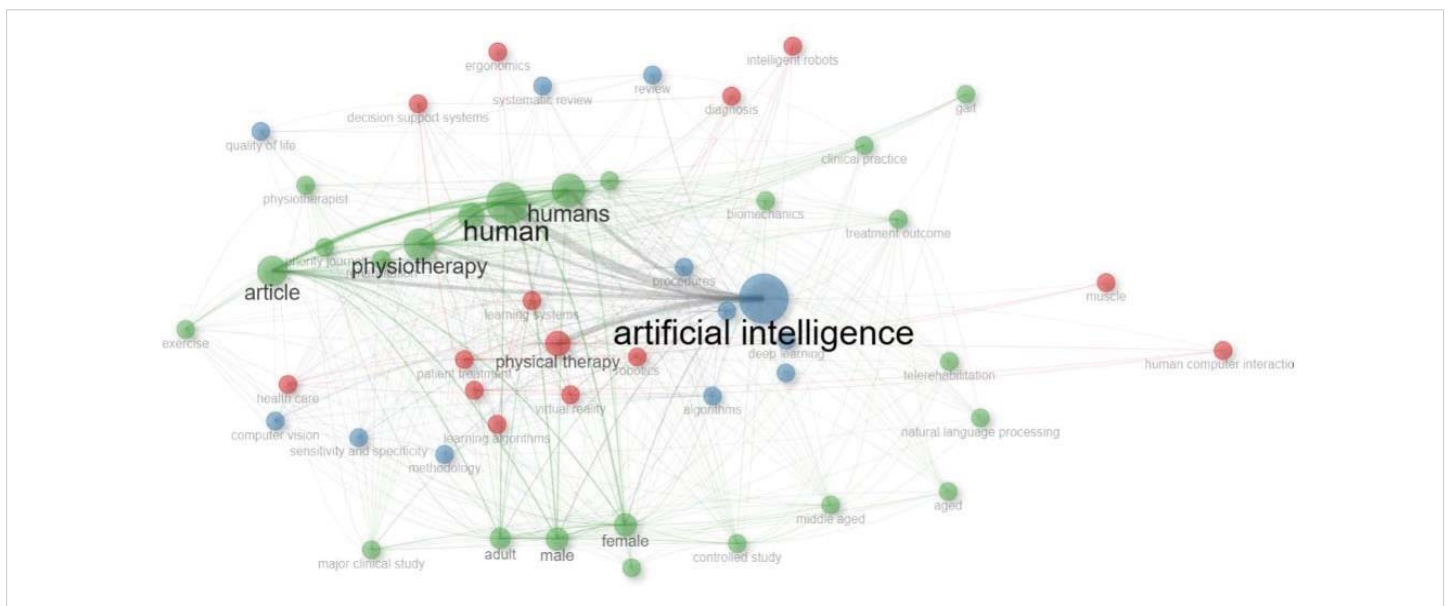 intelligent robots
ergonomics
review
systematic review
diagnosis
gait
decision support systems
quality of life
clinical practice
physiotherapist
humans
biomechanics
human
treatment outcome
physiotherapy
procedures
article
muscle
learning systems
artificial intelligence
exercise
deep learning
physical therapy
robotics
patient treatment
human computer interactio
telerehabilitation
health care
virtual reality
algorithms
computer vision
learning algorithms
natural language processing
sensitivity and specificity
methodology
aged
middle aged
female
adult
male
controlled study
major clinical study